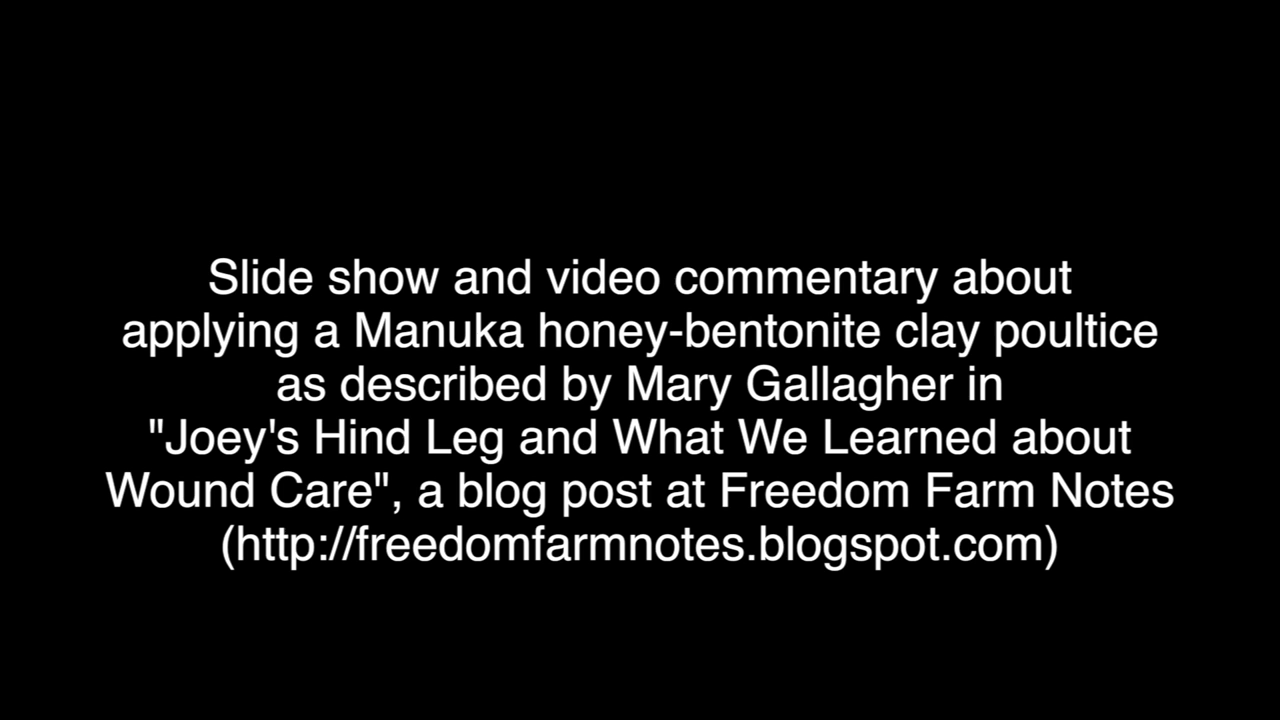 Slide show and video commentary about
applying a Manuka honey-bentonite clay poultice
as described by Mary Gallagher in
"Joey's Hind Leg and What We Learned about
Wound Care", a blog post at Freedom Farm Notes
(http://freedomfarmnotes.blogspot.com)